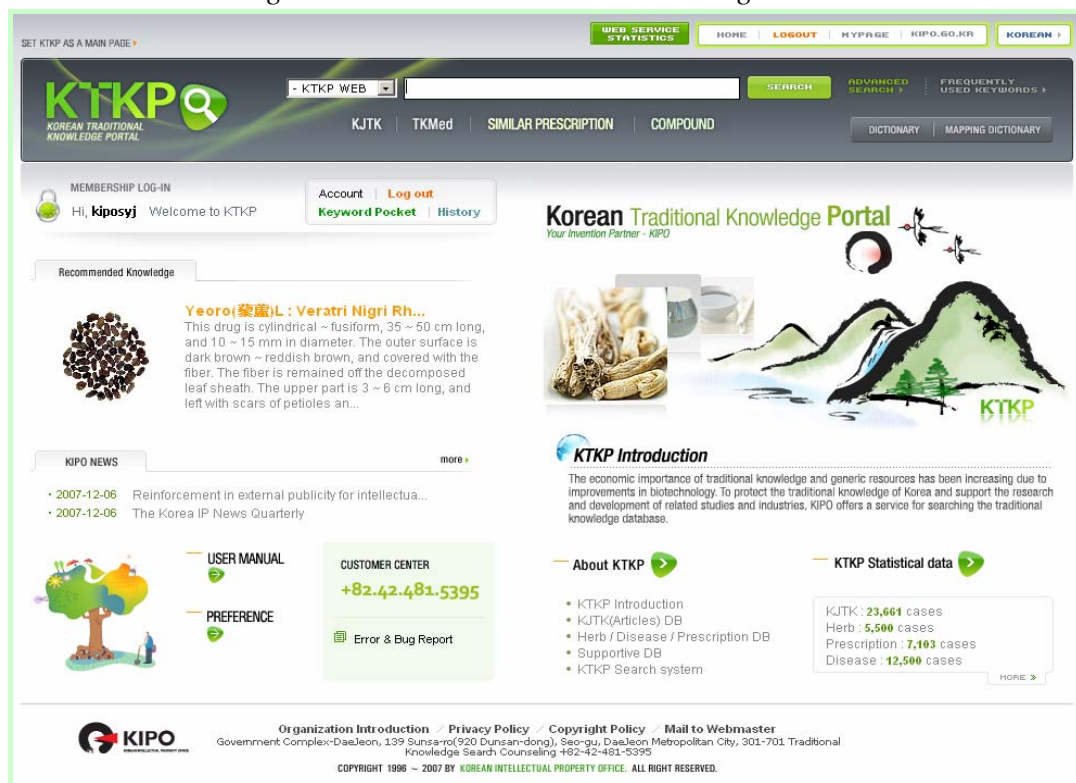 SET KTKP AS A MAIN PAGE
WEB SERVICE STATISTICS
HOME | LOGOUT | MYPAGE | KIPO.GO.KR
KOREAN
KTKP
KOREAN TRADITIONAL
KNOWLEDGE PORTAL
- KTKP WEB
SEARCH
ADVANCED SEARCH
FREQUENTLY USED KEYWORDS
KJTK | TKMed | SIMILAR PRESCRIPTION | COMPOUND
DICTIONARY | MAPPING DICTIONARY
MEMBERSHIP LOG-IN
Hi, kiposyj Welcome to KTKP
Account | Log out
Keyword Pocket | History
Korean Traditional Knowledge Portal
Your Invention Partner - KIPO
KTKP
Recommended Knowledge
Yeoro(藜蘆)L : Veratri Nigri Rh...
This drug is cylindrical ~ fusiform, 35 ~ 50 cm long,
and 10 ~ 15 mm in diameter. The outer surface is
dark brown ~ reddish brown, and covered with the
fiber. The fiber is remained off the decomposed
leaf sheath. The upper part is 3 ~ 6 cm long, and
left with scars of petioles an...
KIPO NEWS
more
• 2007-12-06 Reinforcement in external publicity for intellectua...
• 2007-12-06 The Korea IP News Quarterly
KTKP Introduction
The economic importance of traditional knowledge and generic resources has been increasing due to
improvements in biotechnology. To protect the traditional knowledge of Korea and support the research
and development of related studies and industries, KIPO offers a service for searching the traditional
knowledge database.
USER MANUAL
PREFERENCE
CUSTOMER CENTER
+82.42.481.5395
Error & Bug Report
About KTKP
• KTKP Introduction
• KJTK(Articles) DB
• Herb / Disease / Prescription DB
• Supportive DB
• KTKP Search system
KTKP Statistical data
KJTK : 23,661 cases
Herb : 5,500 cases
Prescription : 7,103 cases
Disease : 12,500 cases
MORE »
KIPO
KOREAN INTELLECTUAL PROPERTY OFFICE
Organization Introduction / Privacy Policy / Copyright Policy / Mail to Webmaster
Government Complex-DaeJeon, 139 Sunsa-ro(920 Dunsan-dong), Seo-gu, DaeJeon Metropolitan City, 301-701 Traditional
Knowledge Search Counseling +82-42-481-5395
COPYRIGHT 1996 ~ 2007 BY KOREAN INTELLECTUAL PROPERTY OFFICE. ALL RIGHT RESERVED.